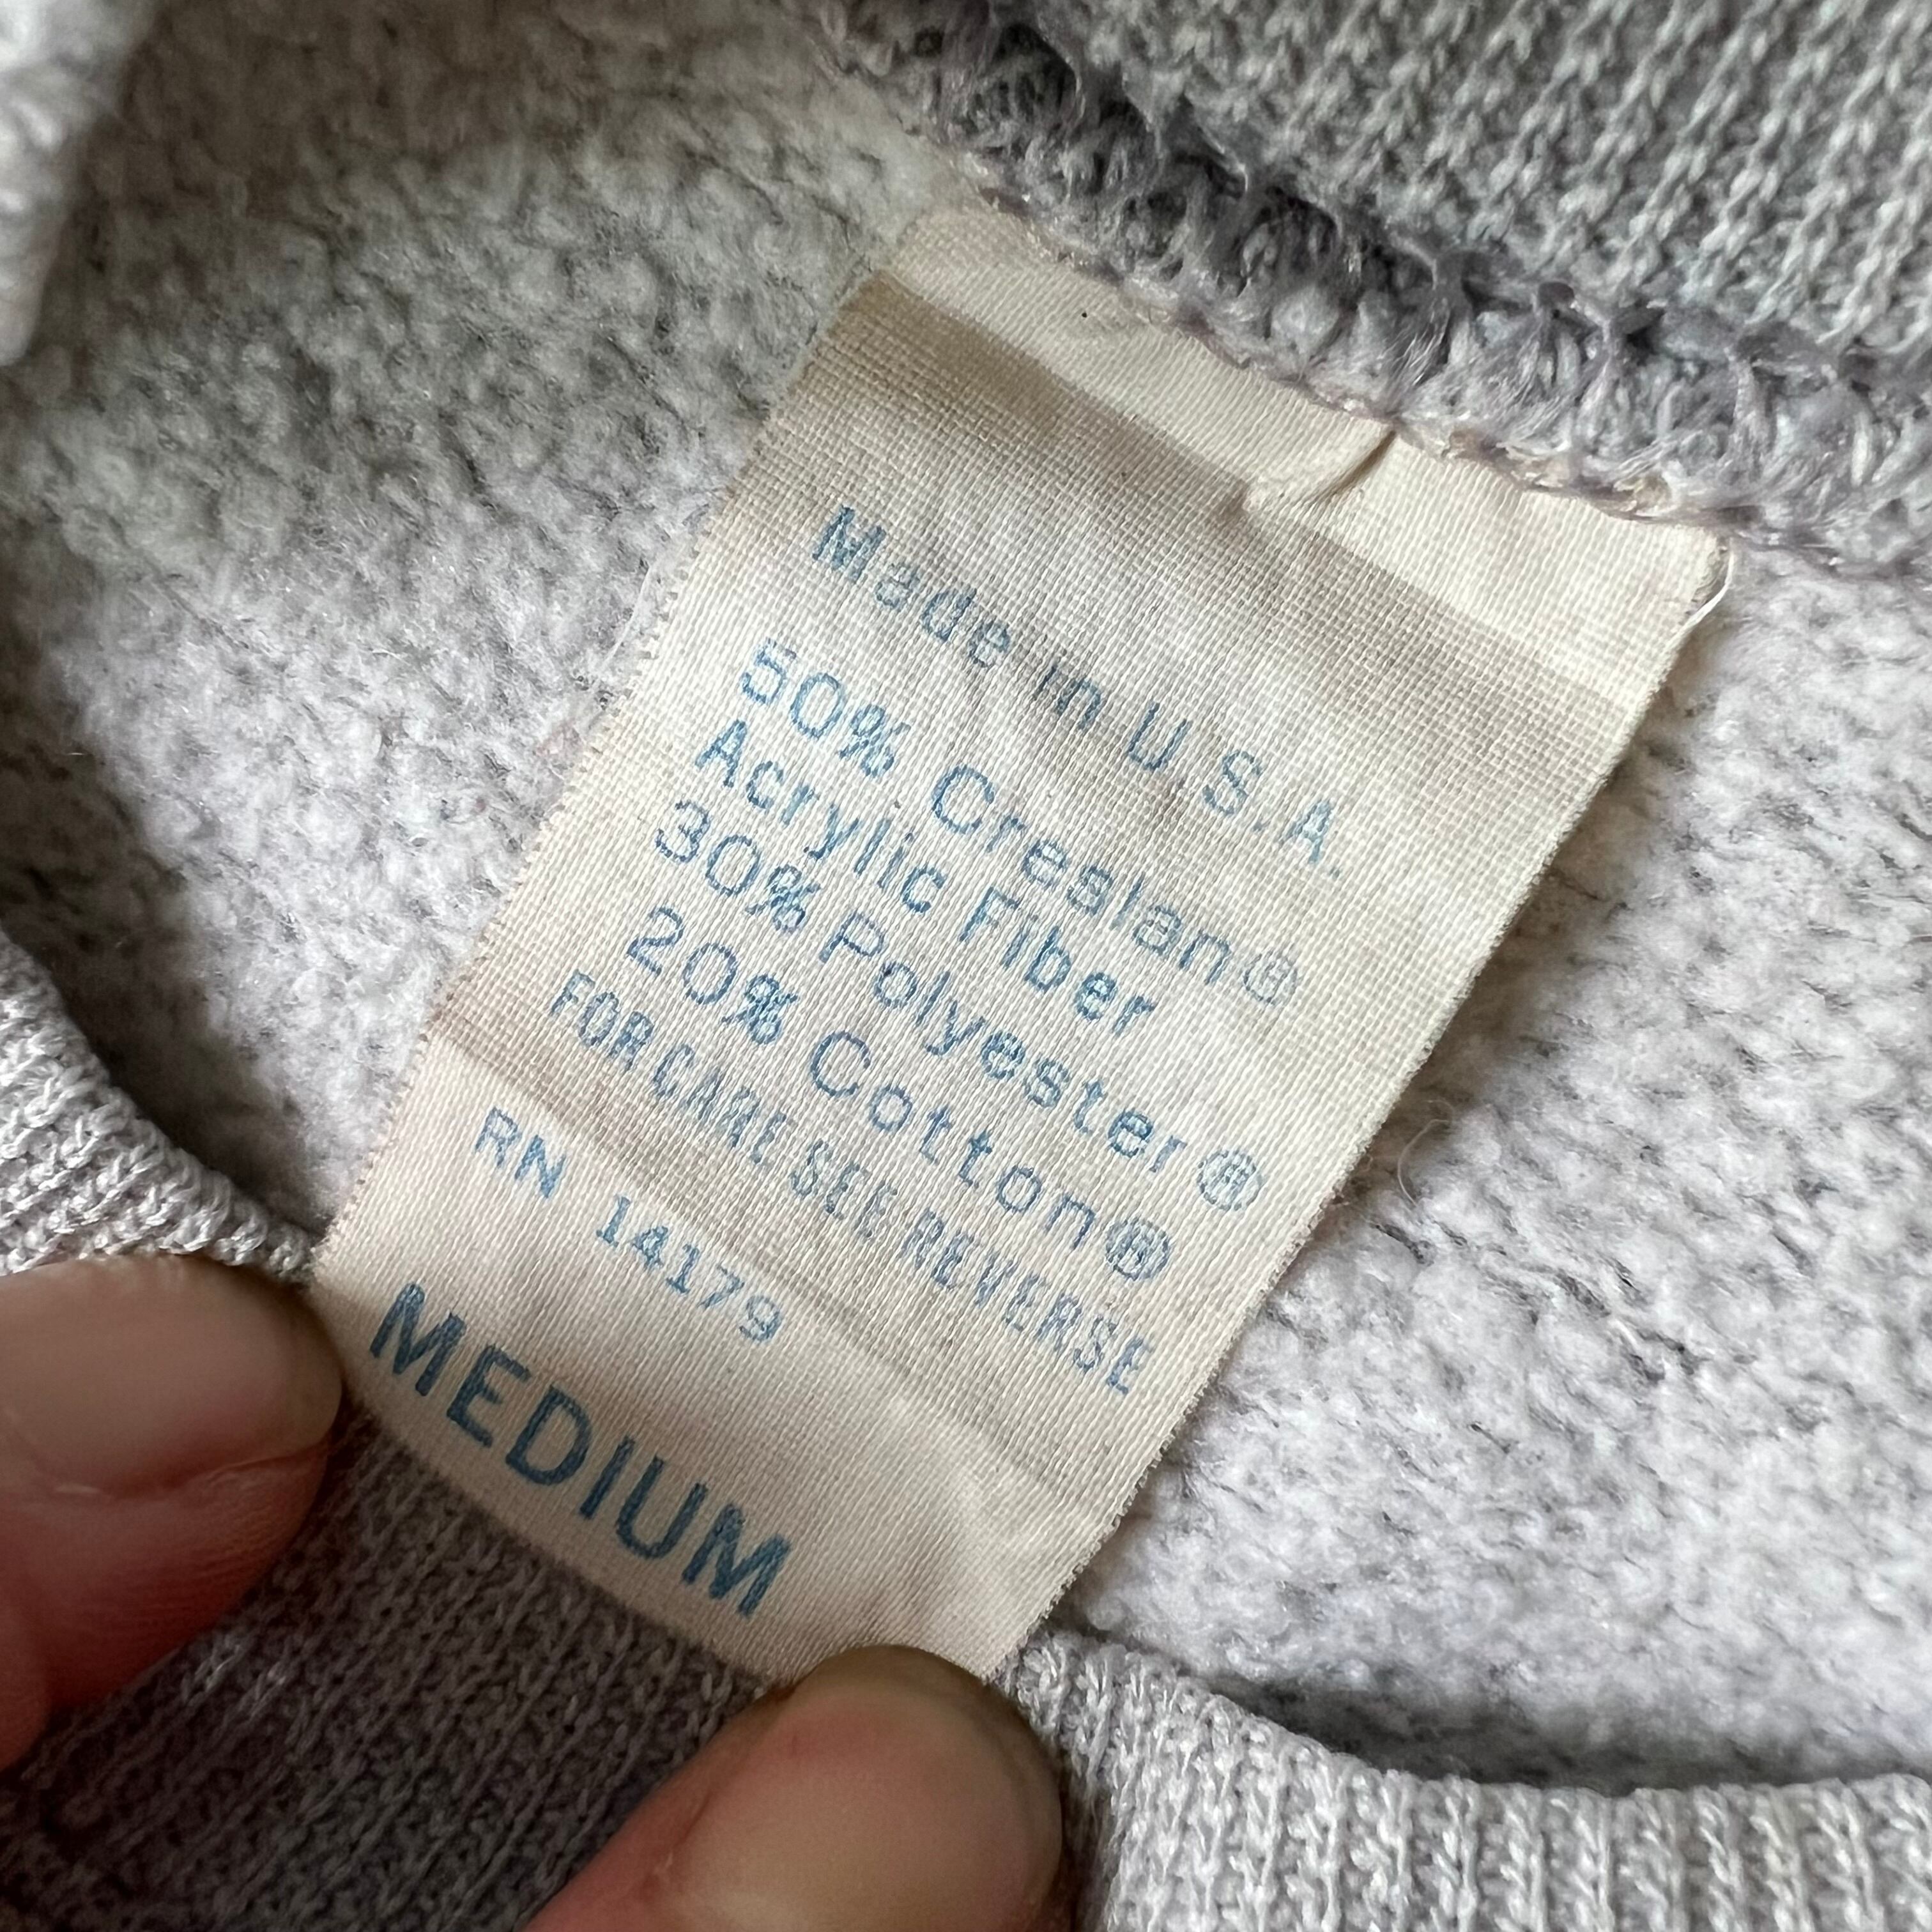 Made in U.S.A.
50% Creslan®
Acrylic Fiber
30% Polyester®
20% Cotton®
FOR CARE SEE REVERSE
RN 14179
MEDIUM